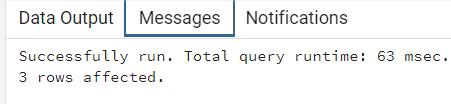 Data Output Messages Notifications
Successfully run. Total query runtime: 63 msec.
3 rows affected.